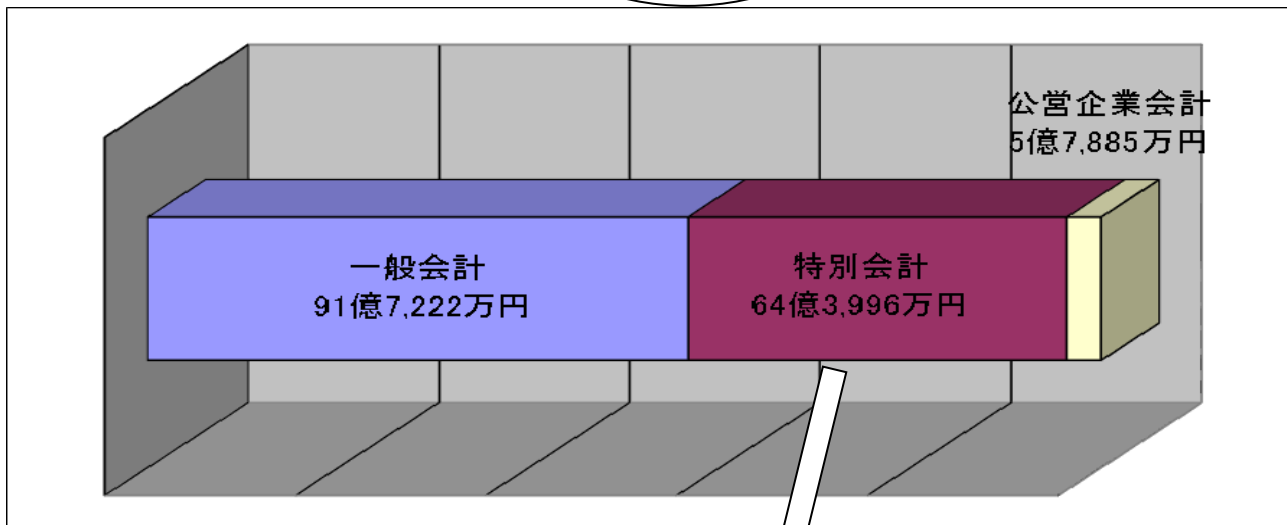 公営企業会計
5億7,885万円
一般会計
91億7,222万円
特別会計
64億3,996万円